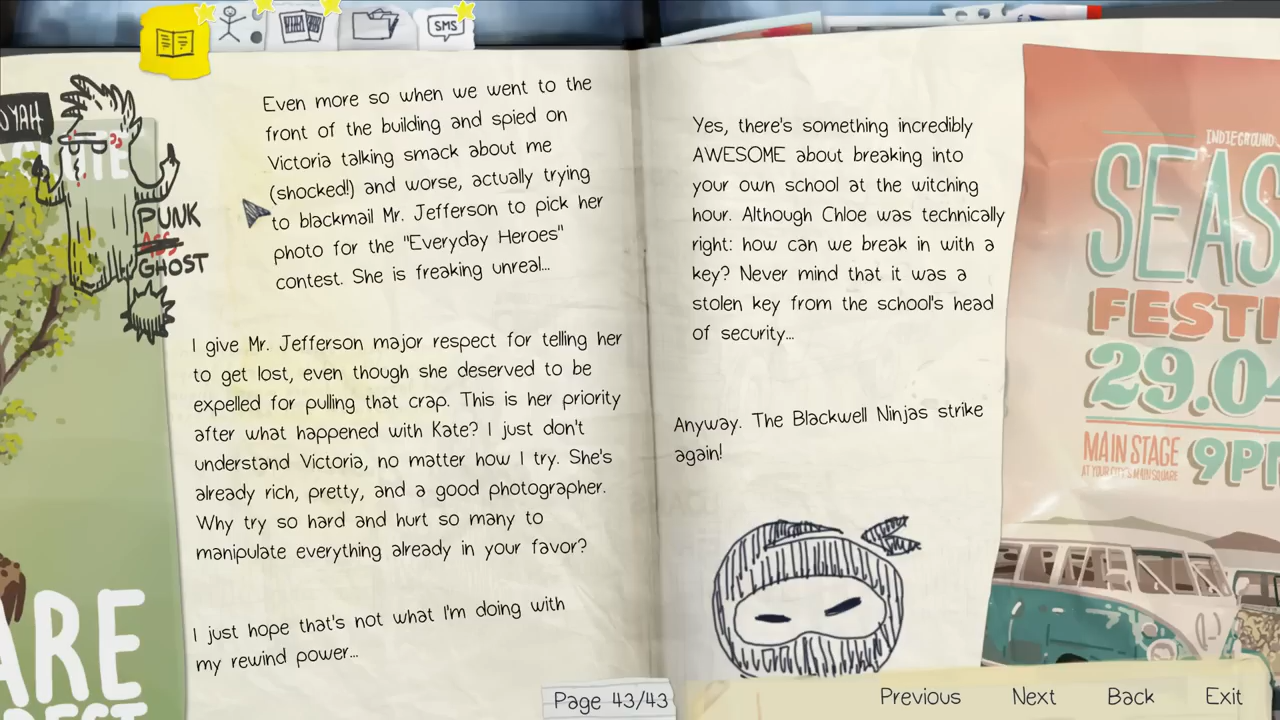 SMS
Even more so when we went to the
front of the building and spied on
Victoria talking smack about me
(shocked!) and worse, actually trying
to blackmail Mr. Jefferson to pick her
photo for the "Everyday Heroes"
contest. She is freaking unreal...
PUNK
ASS
GHOST
I give Mr. Jefferson major respect for telling her
to get lost, even though she deserved to be
expelled for pulling that crap. This is her priority
after what happened with Kate? I just don't
understand Victoria, no matter how I try. She's
already rich, pretty, and a good photographer.
Why try so hard and hurt so many to
manipulate everything already in your favor?
I just hope that's not what I'm doing with
my rewind power...
ARE
Yes, there's something incredibly
AWESOME about breaking into
your own school at the witching
hour. Although Chloe was technically
right: how can we break in with a
key? Never mind that it was a
stolen key from the school's head
of security...
Anyway. The Blackwell Ninjas strike
again!
INDIEGROUND
SEAS
FESTI
29.0
MAIN STAGE
AT YOUR CITY'S MAIN SQUARE
9P
Page 43/43
Previous
Next
Back
Exit